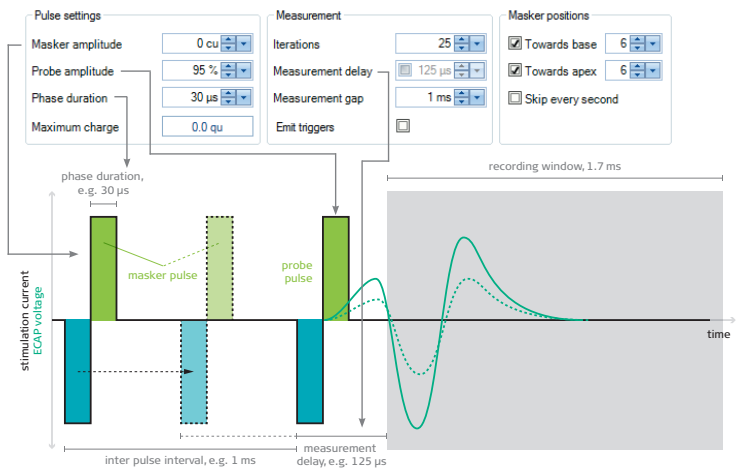 Pulse settings
Masker amplitude 0 cu
Probe amplitude 95 %
Phase duration 30 µs
Maximum charge 0.0 qu
Measurement
Iterations 25
Measurement delay 125 µs
Measurement gap 1 ms
Emit triggers
Masker positions
Towards base 6
Towards apex 6
Skip every second
phase duration,
e.g. 30 µs
recording window, 1.7 ms
masker pulse
probe
pulse
stimulation current
ECAP voltage
time
inter pulse interval, e.g. 1 ms
measurement
delay, e.g. 125 µs